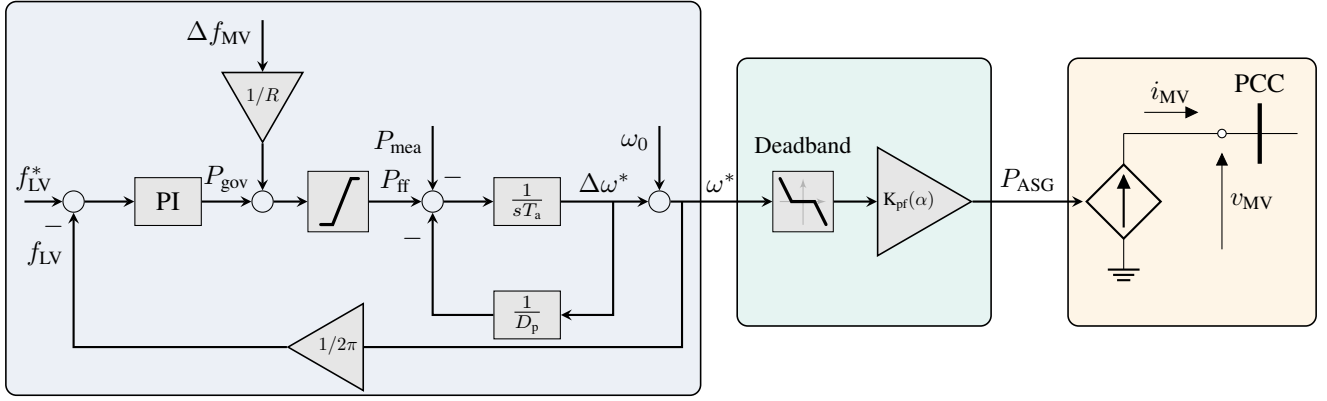 Δf_MV
1/R
f*_LV
−
f_LV
PI
P_gov
P_ff
P_mea
−
−
1/sT_a
Δω*
1/D_p
1/2π
ω_0
ω*
Deadband
K_pf(α)
P_ASG
i_MV
PCC
v_MV